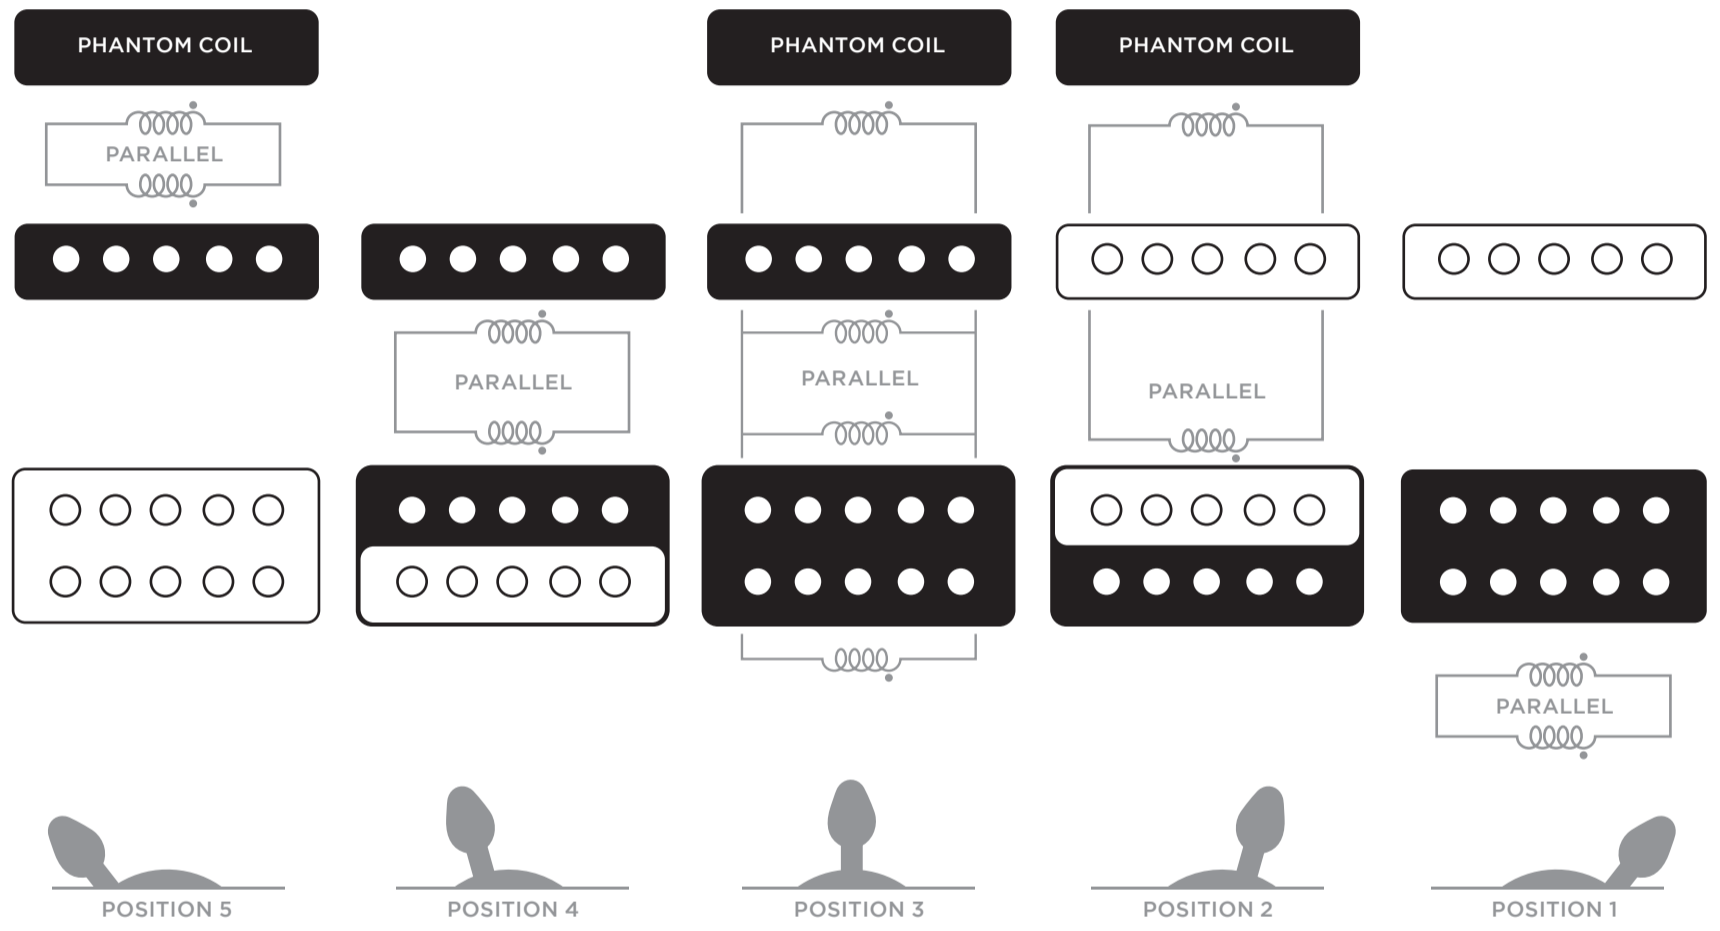 PHANTOM COIL
PHANTOM COIL
PHANTOM COIL
PARALLEL
PARALLEL
PARALLEL
PARALLEL
PARALLEL
POSITION 5
POSITION 4
POSITION 3
POSITION 2
POSITION 1